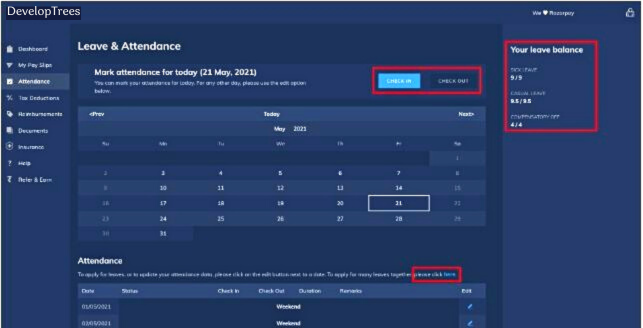 DevelopTrees
We ♥ Razorpay
Dashboard
My Pay Slips
Attendance
Tax Deductions
Reimbursements
Documents
Insurance
? Help
₹ Refer & Earn
Leave & Attendance
Mark attendance for today (21 May, 2021)
You can mark your attendance for today. For any other day, please use the edit option
below.
CHECK IN CHECK OUT
<Prev Today Next>
May 2021
Su Mo Tu We Th Fr Sa
1
2 3 4 5 6 7 8
9 10 11 12 13 14 15
16 17 18 19 20 21 22
23 24 25 26 27 28 29
30 31
Attendance
To apply for leaves, or to update your attendance data, please click on the edit button next to a date. To apply for many leaves together, please click here.
Date Status Check In Check Out Duration Remarks Edit
01/05/2021 Weekend
02/05/2021 Weekend
Your leave balance
SICK LEAVE
9 / 9
CASUAL LEAVE
9.5 / 9.5
COMPENSATORY OFF
4 / 4